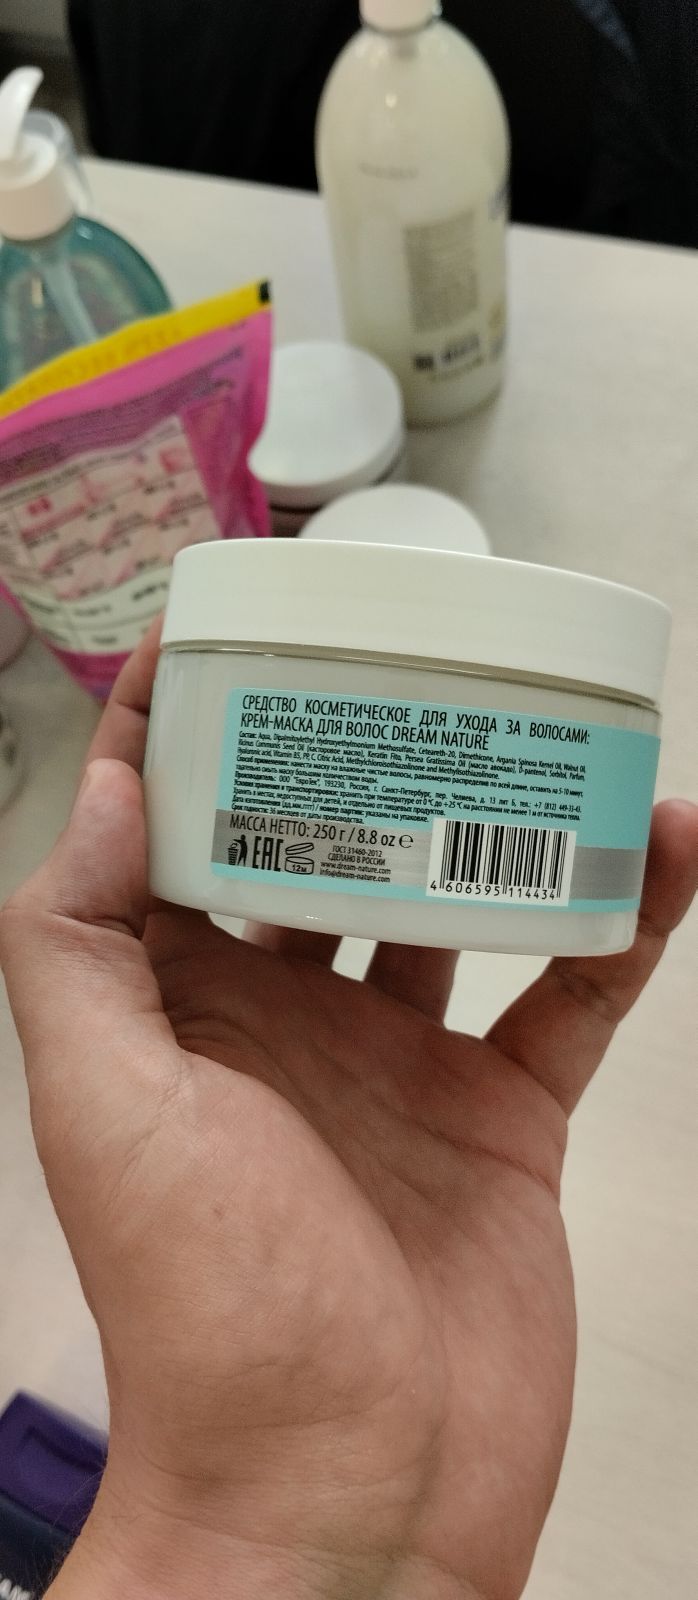 СРЕДСТВО КОСМЕТИЧЕСКОЕ ДЛЯ УХОДА ЗА ВОЛОСАМИ:
КРЕМ-МАСКА ДЛЯ ВОЛОС DREAM NATURE
Состав: Aqua, Dipalmitoylethyl Hydroxyethylmonium Methosulfate, Ceteareth-20, Dimethicone, Argania Spinosa Kernel Oil, Walnut Oil,
Ricinus Communis Seed Oil (касторовое масло), Keratin Fito, Persea Gratissima Oil (масло авокадо), D-pantenol, Sorbitol, Parfum,
Hyaluronic acid, Vitamin B5, PP, C, Citric Acid, Methylchloroisothiazolinone and Methylisothiazolinone.
Способ применения: нанести маску на влажные чистые волосы, равномерно распределив по всей длине, оставить на 5-10 минут,
тщательно смыть маску большим количеством воды.
Производитель: ООО "ЕвроТек", 193230, Россия, г. Санкт-Петербург, пер. Челиева, д. 13 лит Б, тел.: +7 (812) 449-33-43.
Условия хранения и транспортировки: хранить при температуре от 0 °С до +25 °С на расстоянии не менее 1 м от источника тепла.
Хранить в местах, недоступных для детей, и отдельно от пищевых продуктов.
Дата изготовления (дд.мм.гггг) / номер партии: указаны на упаковке.
Срок годности: 36 месяцев от даты производства.
МАССА НЕТТО: 250 г / 8.8 oz ℮
EAC
12М
ГОСТ 31460-2012
СДЕЛАНО В РОССИИ
www.dream-nature.com
info@dream-nature.com
4 606595 114434